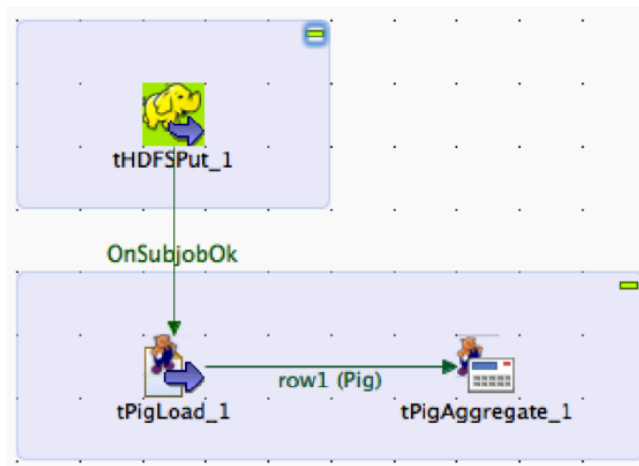 tHDFSPut_1
OnSubjobOk
row1 (Pig)
tPigLoad_1
tPigAggregate_1